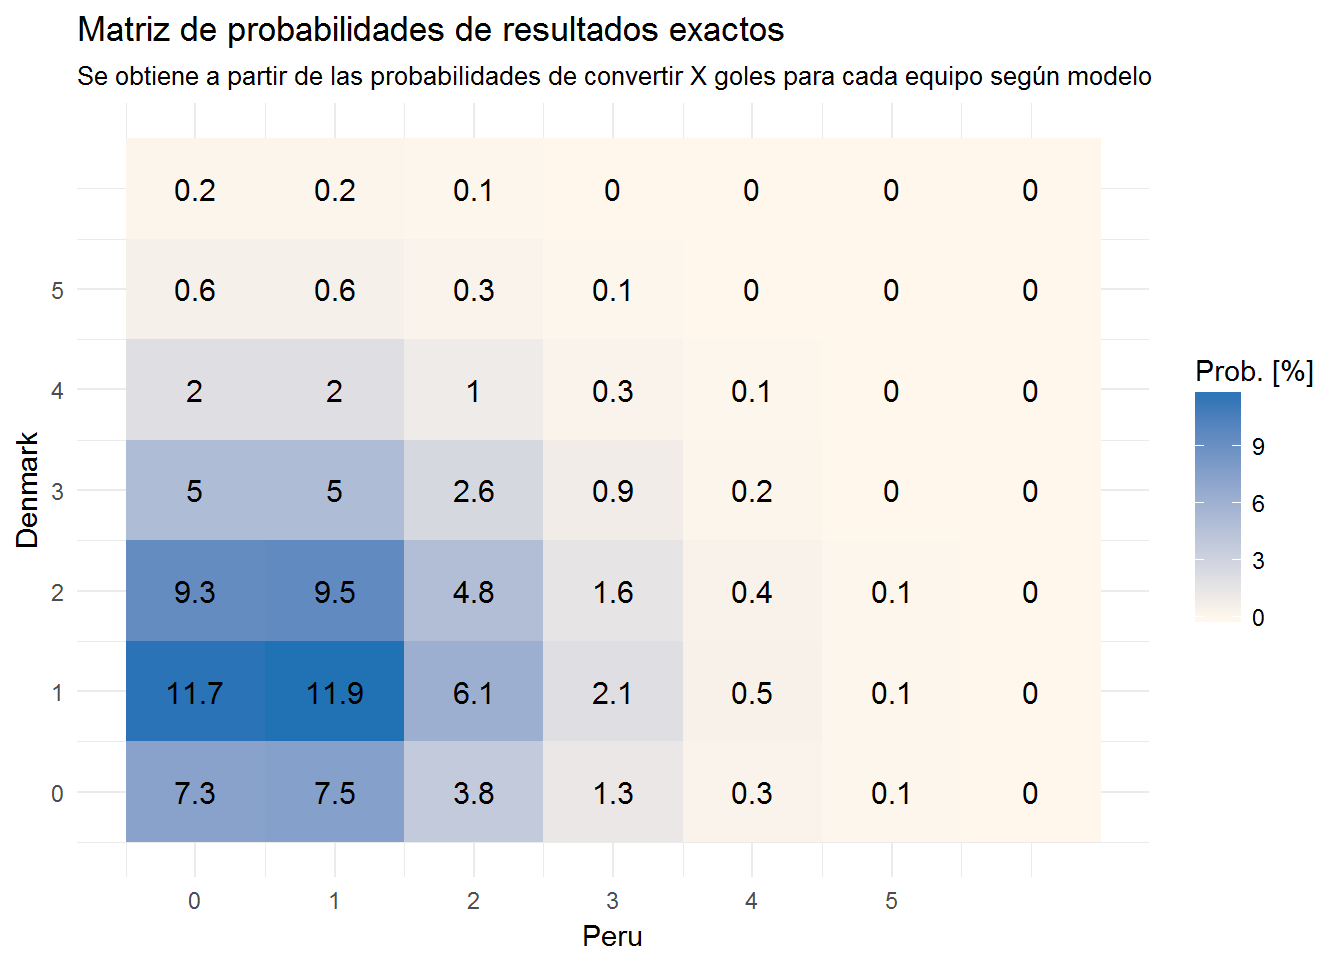 Matriz de probabilidades de resultados exactos
Se obtiene a partir de las probabilidades de convertir X goles para cada equipo según modelo
0.2 0.2 0.1 0 0 0 0
5 0.6 0.6 0.3 0.1 0 0 0
4 2 2 1 0.3 0.1 0 0
3 5 5 2.6 0.9 0.2 0 0
2 9.3 9.5 4.8 1.6 0.4 0.1 0
1 11.7 11.9 6.1 2.1 0.5 0.1 0
0 7.3 7.5 3.8 1.3 0.3 0.1 0
0 1 2 3 4 5
Peru
Denmark
Prob. [%]
9
6
3
0